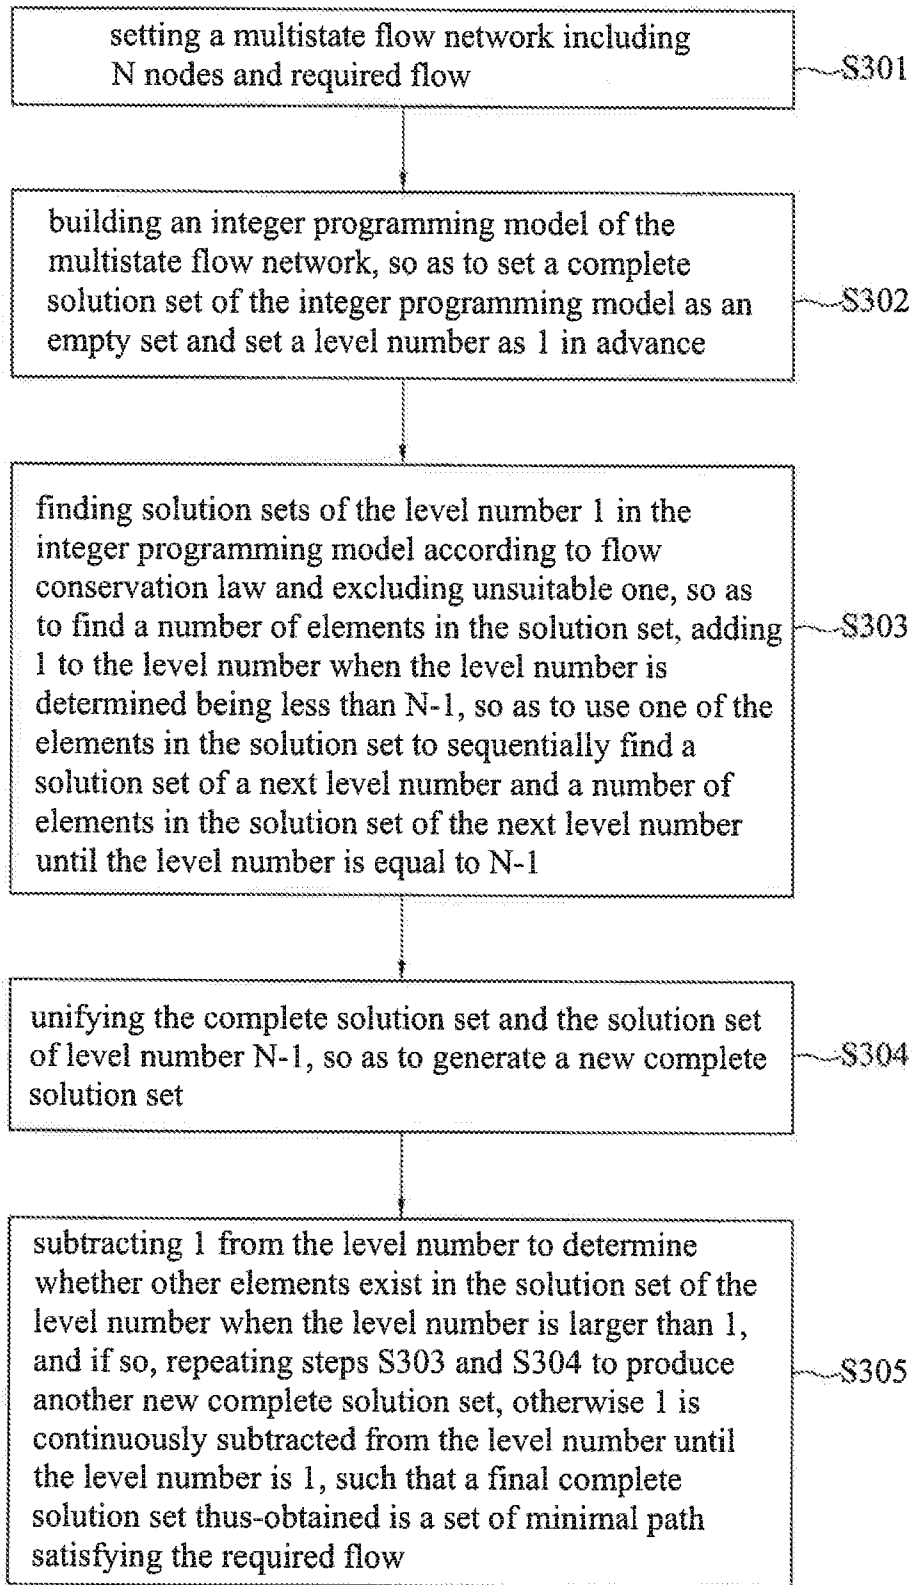 setting a multistate flow network including
N nodes and required flow
S301
building an integer programming model of the
multistate flow network, so as to set a complete
solution set of the integer programming model as an
empty set and set a level number as 1 in advance
S302
finding solution sets of the level number 1 in the
integer programming model according to flow
conservation law and excluding unsuitable one, so as
to find a number of elements in the solution set, adding
1 to the level number when the level number is
determined being less than N-1, so as to use one of the
elements in the solution set to sequentially find a
solution set of a next level number and a number of
elements in the solution set of the next level number
until the level number is equal to N-1
S303
unifying the complete solution set and the solution set
of level number N-1, so as to generate a new complete
solution set
S304
subtracting 1 from the level number to determine
whether other elements exist in the solution set of the
level number when the level number is larger than 1,
and if so, repeating steps S303 and S304 to produce
another new complete solution set, otherwise 1 is
continuously subtracted from the level number until
the level number is 1, such that a final complete
solution set thus-obtained is a set of minimal path
satisfying the required flow
S305